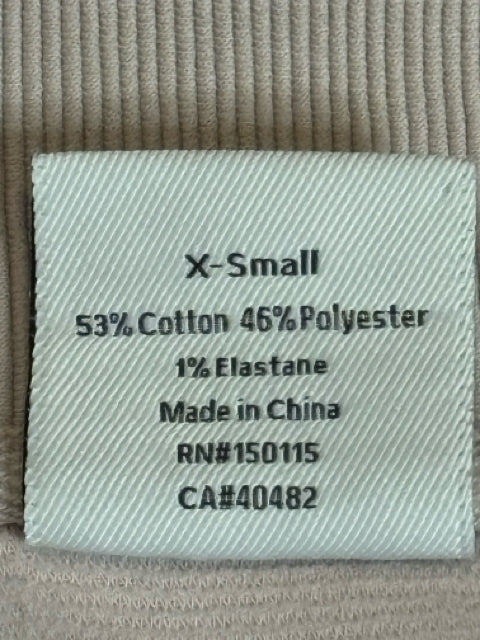 X-Small
53% Cotton 46% Polyester
1% Elastane
Made in China
RN#150115
CA#40482